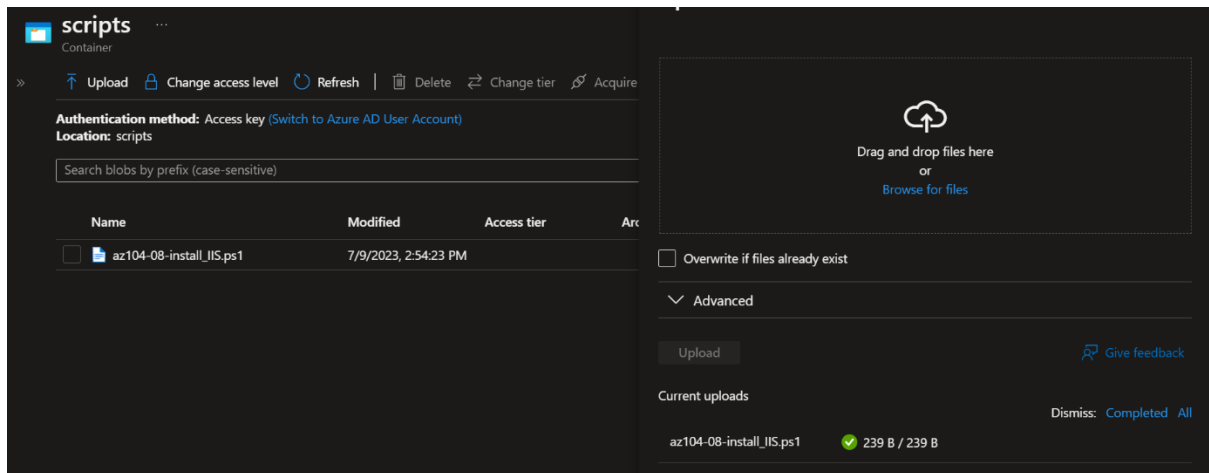 scripts ...
Container
» Upload Change access level Refresh | Delete Change tier Acquire
Authentication method: Access key (Switch to Azure AD User Account)
Location: scripts
Search blobs by prefix (case-sensitive)
Name Modified Access tier Arc
az104-08-install_IIS.ps1 7/9/2023, 2:54:23 PM
Drag and drop files here
or
Browse for files
Overwrite if files already exist
Advanced
Upload Give feedback
Current uploads
Dismiss: Completed All
az104-08-install_IIS.ps1 239 B / 239 B